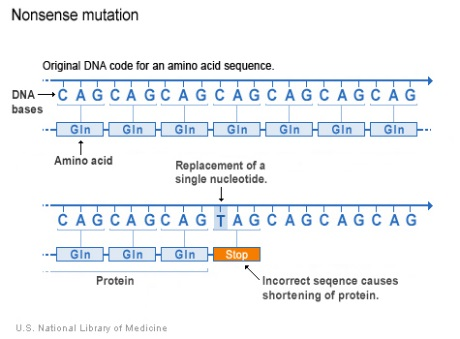 Nonsense mutation
Original DNA code for an amino acid sequence.
DNA bases
C A G C A G C A G C A G C A G C A G C A G
Gln Gln Gln Gln Gln Gln Gln
Amino acid
Replacement of a
single nucleotide.
C A G C A G C A G T A G C A G C A G C A G
Gln Gln Gln Stop
Protein
Incorrect seqence causes
shortening of protein.
U.S. National Library of Medicine